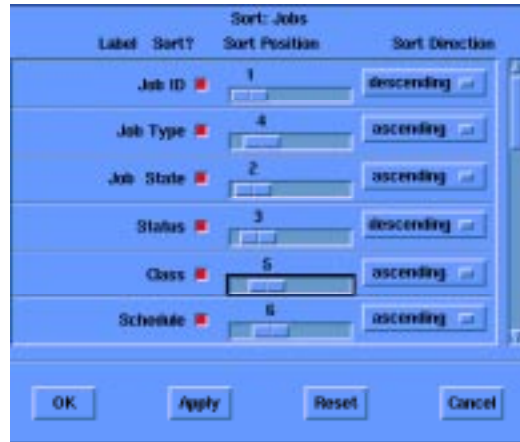 Sort: Jobs
Label Sort? Sort Position Sort Direction
Job ID 1 descending
Job Type 4 ascending
Job State 2 ascending
Status 3 descending
Class 5 ascending
Schedule 6 ascending
OK Apply Reset Cancel